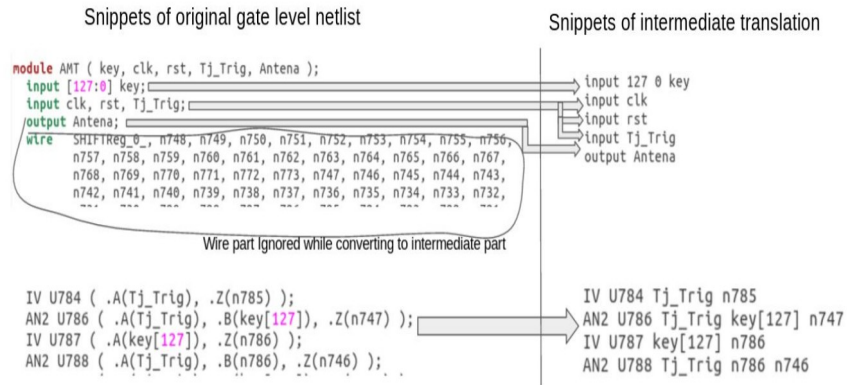 Snippets of original gate level netlist
Snippets of intermediate translation
module AMT ( key, clk, rst, Tj_Trig, Antena );
input [127:0] key;
input clk, rst, Tj_Trig;
output Antena;
wire SHIFTReg_0_, n748, n749, n750, n751, n752, n753, n754, n755, n756,
n757, n758, n759, n760, n761, n762, n763, n764, n765, n766, n767,
n768, n769, n770, n771, n772, n773, n747, n746, n745, n744, n743,
n742, n741, n740, n739, n738, n737, n736, n735, n734, n733, n732,
input 127 0 key
input clk
input rst
input Tj_Trig
output Antena
Wire part Ignored while converting to intermediate part
IV U784 ( .A(Tj_Trig), .Z(n785) );
AN2 U786 ( .A(Tj_Trig), .B(key[127]), .Z(n747) );
IV U787 ( .A(key[127]), .Z(n786) );
AN2 U788 ( .A(Tj_Trig), .B(n786), .Z(n746) );
IV U784 Tj_Trig n785
AN2 U786 Tj_Trig key[127] n747
IV U787 key[127] n786
AN2 U788 Tj_Trig n786 n746